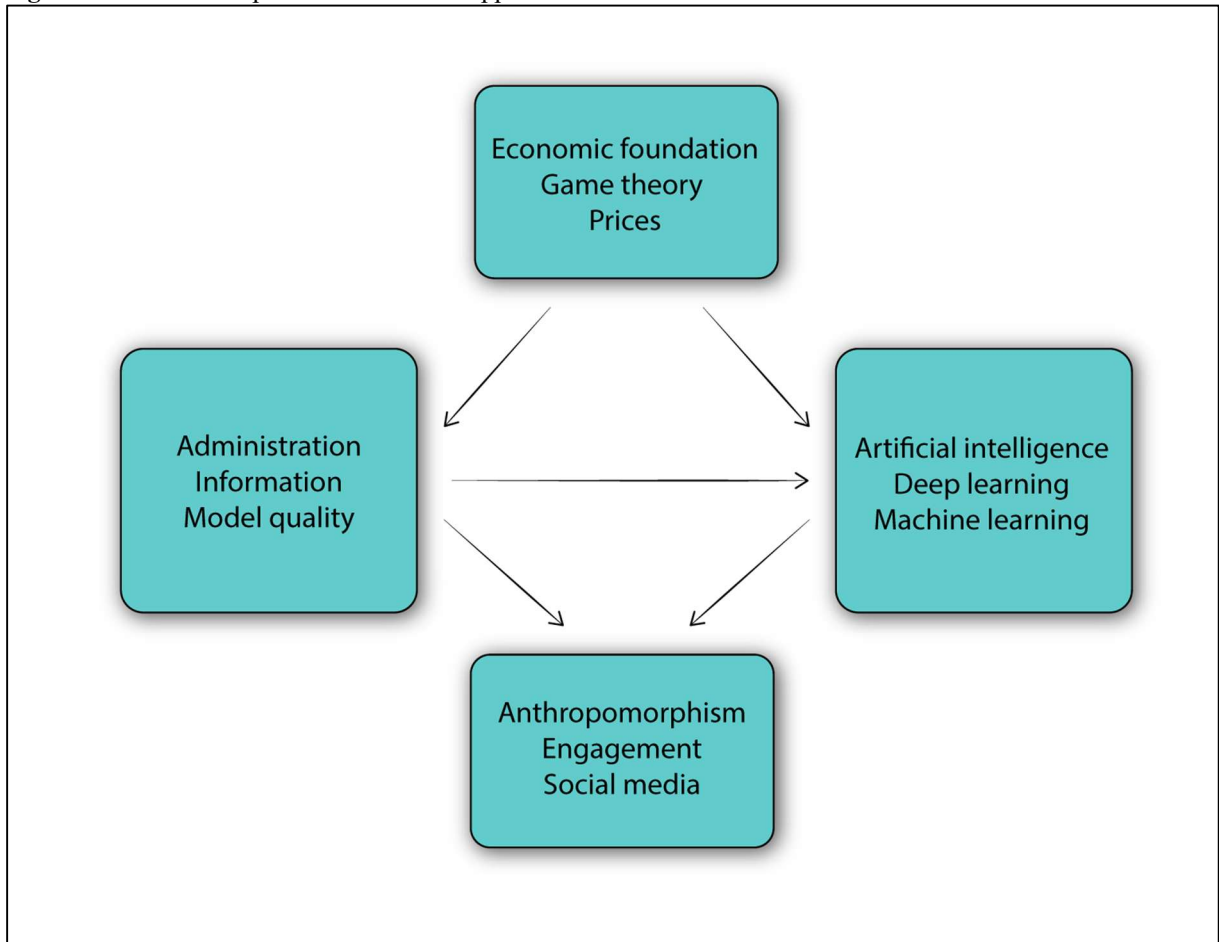 Economic foundation
Game theory
Prices
Administration
Information
Model quality
Artificial intelligence
Deep learning
Machine learning
Anthropomorphism
Engagement
Social media